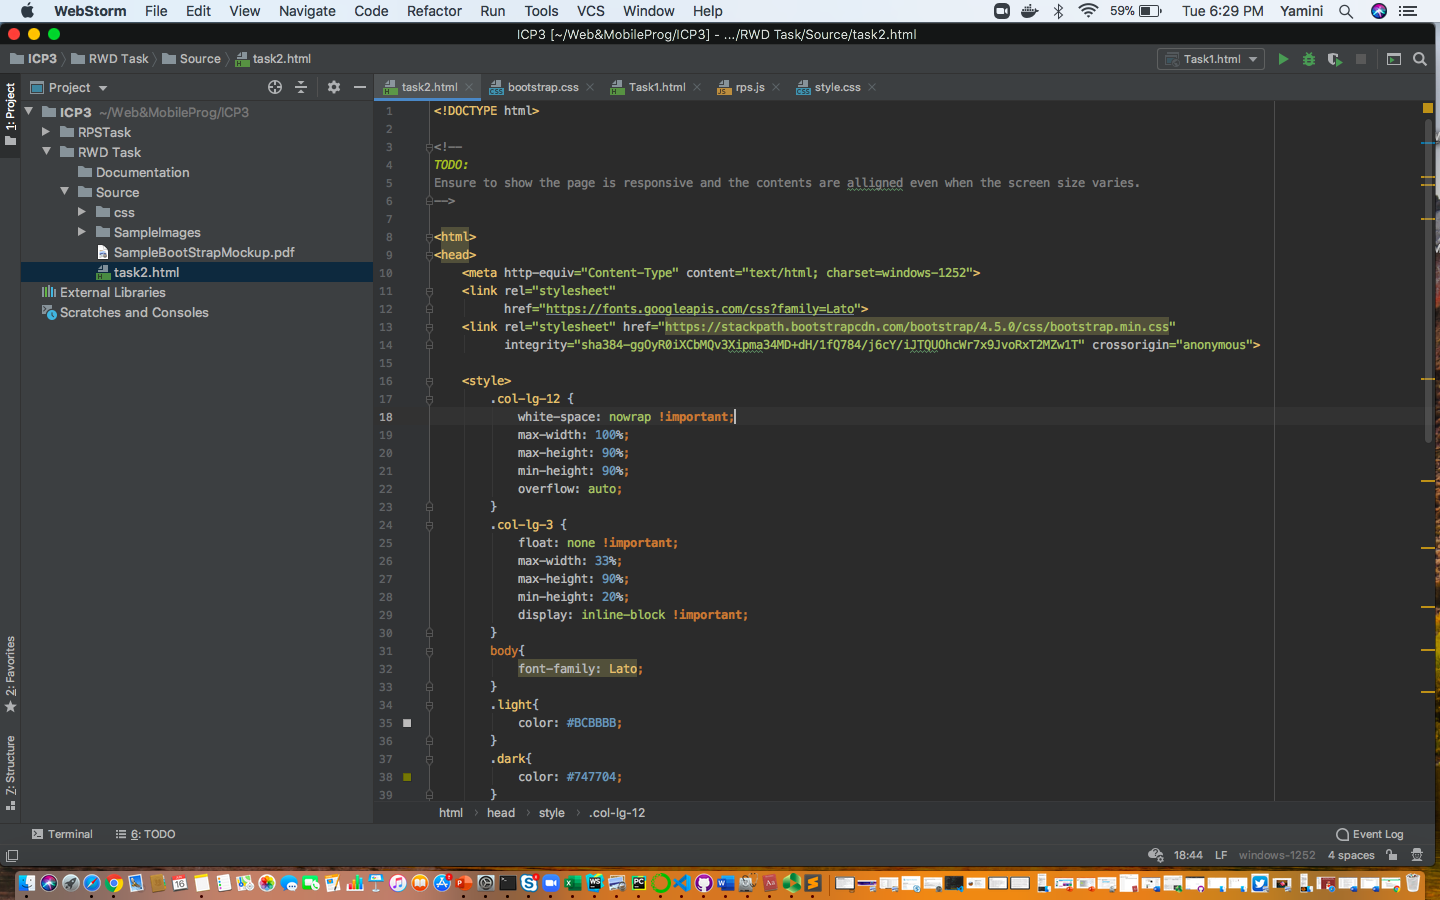 WebStorm File Edit View Navigate Code Refactor Run Tools VCS Window Help 59% Tue 6:29 PM Yamini
ICP3 [~/Web&MobileProg/ICP3] - .../RWD Task/Source/task2.html
ICP3 RWD Task Source task2.html Task1.html
1: Project
Project
task2.html bootstrap.css Task1.html rps.js style.css
ICP3 ~/Web&MobileProg/ICP3
RPSTask
RWD Task
Documentation
Source
css
SampleImages
SampleBootStrapMockup.pdf
task2.html
External Libraries
Scratches and Consoles
1 <!DOCTYPE html>
2
3 <!--
4 TODO:
5 Ensure to show the page is responsive and the contents are alligned even when the screen size varies.
6 -->
7
8 <html>
9 <head>
10 <meta http-equiv="Content-Type" content="text/html; charset=windows-1252">
11 <link rel="stylesheet"
12 href="https://fonts.googleapis.com/css?family=Lato">
13 <link rel="stylesheet" href="https://stackpath.bootstrapcdn.com/bootstrap/4.5.0/css/bootstrap.min.css"
14 integrity="sha384-ggOyR0iXCbMQv3Xipma34MD+dH/1fQ784/j6cY/iJTQUOhcWr7x9JvoRxT2MZw1T" crossorigin="anonymous">
15
16 <style>
17 .col-lg-12 {
18 white-space: nowrap !important;
19 max-width: 100%;
20 max-height: 90%;
21 min-height: 90%;
22 overflow: auto;
23 }
24 .col-lg-3 {
25 float: none !important;
26 max-width: 33%;
27 max-height: 90%;
28 min-height: 20%;
29 display: inline-block !important;
30 }
31 body{
32 font-family: Lato;
33 }
34 .light{
35 color: #BCBBBB;
36 }
37 .dark{
38 color: #747704;
39 }
2: Favorites
Z: Structure
html head style .col-lg-12
Terminal 6: TODO Event Log
18:44 LF windows-1252 4 spaces